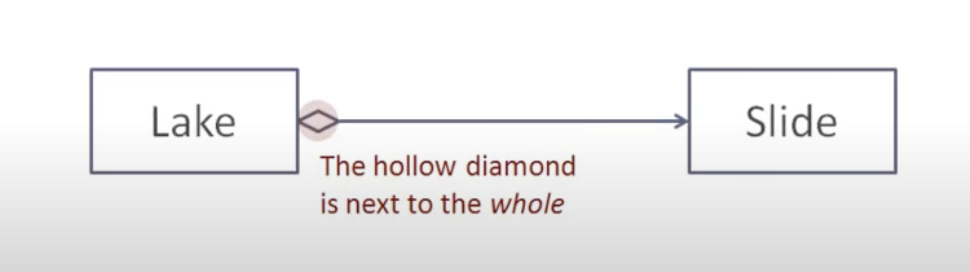 Lake
Slide
The hollow diamond
is next to the whole